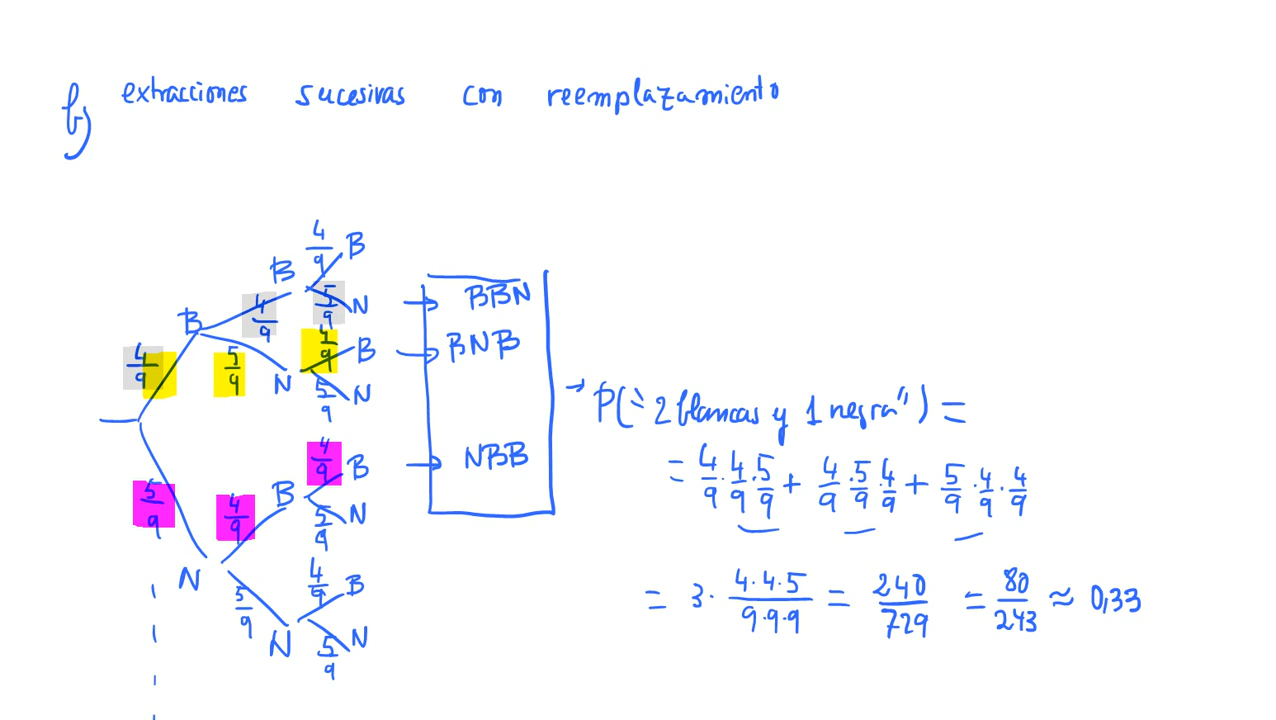 b) extracciones sucesivas con reemplazamiento
4/9 B
B
4/9 5/9 N → BBN
B
4/9 B → BNB
4/9 5/9 N
5/9 N
→ P("2 blancas y 1 negra") =
4/9 B → NBB
= 4/9 · 4/9 · 5/9 + 4/9 · 5/9 · 4/9 + 5/9 · 4/9 · 4/9
5/9 4/9 B
5/9 N
N
4/9 B
= 3 · 4·4·5/9·9·9 = 240/729 = 80/243 ≈ 0,33
5/9 N
5/9 N